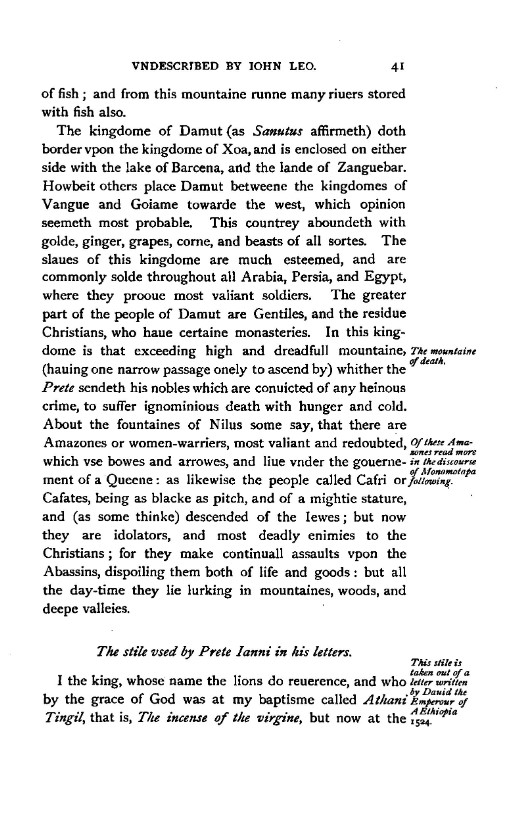 VNDESCRIBED BY IOHN LEO. 41
of fish ; and from this mountaine runne many riuers stored
with fish also.
The kingdome of Damut (as Sanutus affirmeth) doth
border vpon the kingdome of Xoa, and is enclosed on either
side with the lake of Barcena, and the lande of Zanguebar.
Howbeit others place Damut betweene the kingdomes of
Vangue and Goiame towarde the west, which opinion
seemeth most probable. This countrey aboundeth with
golde, ginger, grapes, corne, and beasts of all sortes. The
slaues of this kingdome are much esteemed, and are
commonly solde throughout all Arabia, Persia, and Egypt,
where they prooue most valiant soldiers. The greater
part of the people of Damut are Gentiles, and the residue
Christians, who haue certaine monasteries. In this king-
dome is that exceeding high and dreadfull mountaine,
(hauing one narrow passage onely to ascend by) whither the
Prete sendeth his nobles which are conuicted of any heinous
crime, to suffer ignominious death with hunger and cold.
About the fountaines of Nilus some say, that there are
Amazones or women-warriers, most valiant and redoubted,
which vse bowes and arrowes, and liue vnder the gouerne-
ment of a Queene : as likewise the people called Cafri or
Cafates, being as blacke as pitch, and of a mightie stature,
and (as some thinke) descended of the Iewes ; but now
they are idolators, and most deadly enimies to the
Christians ; for they make continuall assaults vpon the
Abassins, dispoiling them both of life and goods : but all
the day-time they lie lurking in mountaines, woods, and
deepe valleies.
The mountaine
of death.
Of these Ama-
zones read more
in the discourse
of Monomotapa
following.
The stile vsed by Prete Ianni in his letters.
I the king, whose name the lions do reuerence, and who
by the grace of God was at my baptisme called Athani
Tingil, that is, The incense of the virgine, but now at the
This stile is
taken out of a
letter written
by Dauid the
Emperour of
AEthiopia
1524.